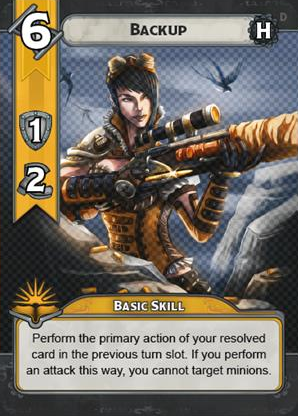 6
Backup
H
D
1
2
Basic Skill
Perform the primary action of your resolved
card in the previous turn slot. If you perform
an attack this way, you cannot target minions.